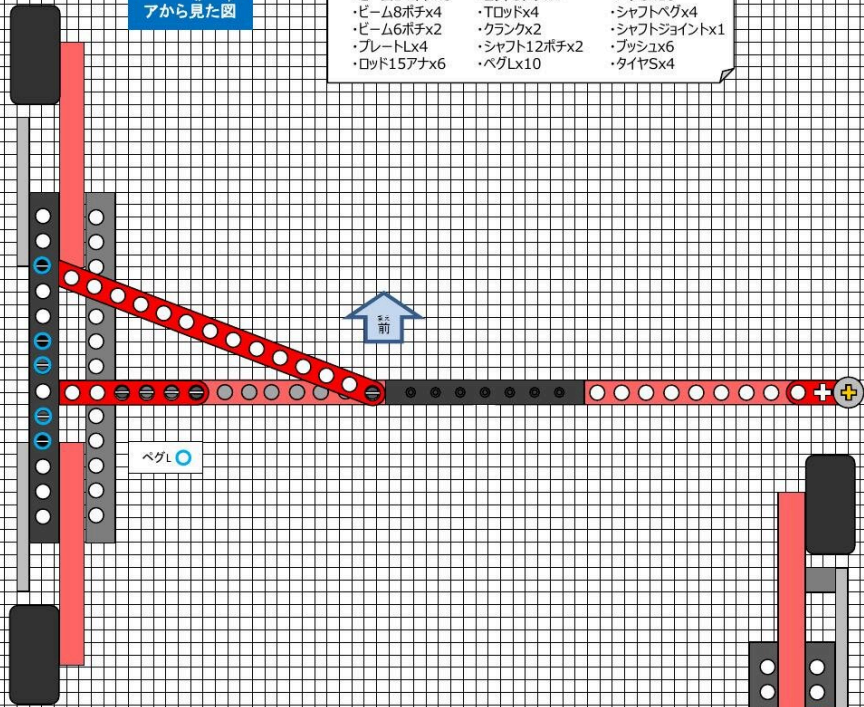 アから見た図
・ビーム8ポチx4 ・Tロッドx4 ・シャフトペグx4
・ビーム6ポチx2 ・クランクx2 ・シャフトジョイントx1
・プレートLx4 ・シャフト12ポチx2 ・ブッシュx6
・ロッド15アナx6 ・ペグLx10 ・タイヤSx4
まえ
前
ペグL